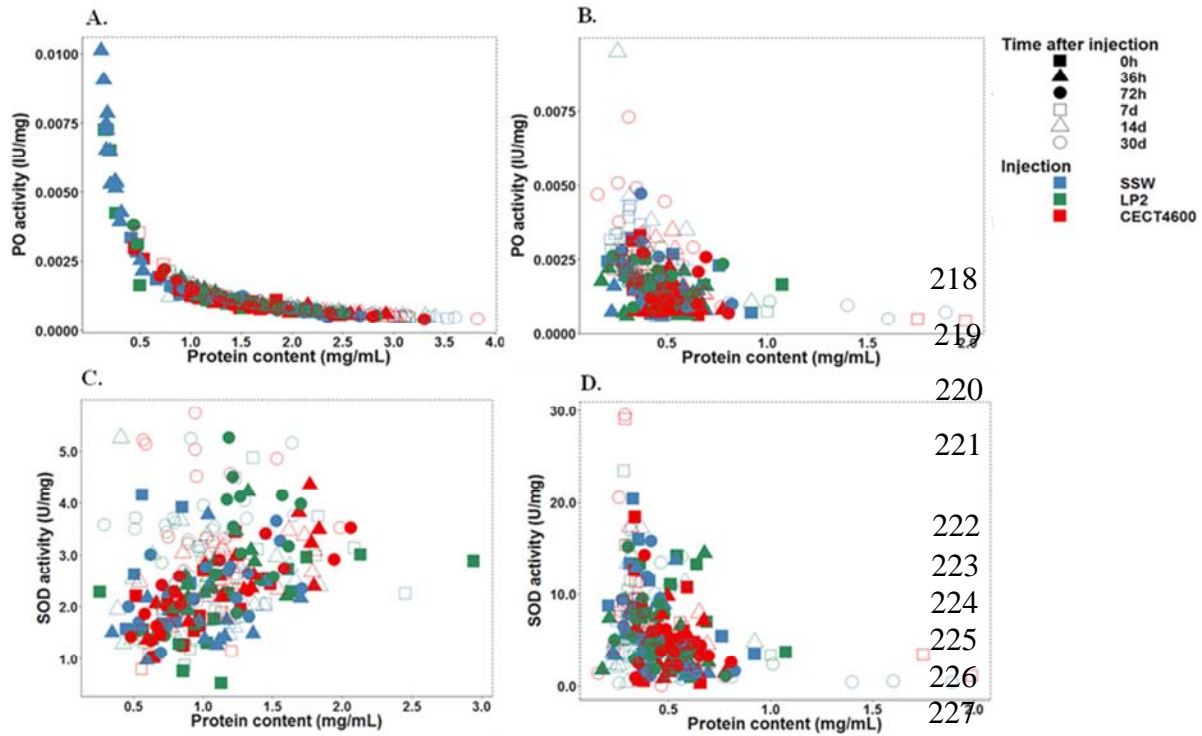 A.
PO activity (IU/mg)
0.0100
0.0075
0.0050
0.0025
0.0000
0.5 1.0 1.5 2.0 2.5 3.0 3.5 4.0
Protein content (mg/mL)
B.
PO activity (IU/mg)
0.0075
0.0050
0.0025
0.0000
0.5 1.0 1.5 2.0
Protein content (mg/mL)
Time after injection
0h
36h
72h
7d
14d
30d
Injection
SSW
LP2
CECT4600
218
219
220
221
222
223
224
225
226
227
C.
SOD activity (U/mg)
5.0
4.0
3.0
2.0
1.0
0.5 1.0 1.5 2.0 2.5 3.0
Protein content (mg/mL)
D.
SOD activity (U/mg)
30.0
20.0
10.0
0.0
0.5 1.0 1.5 2.0
Protein content (mg/mL)